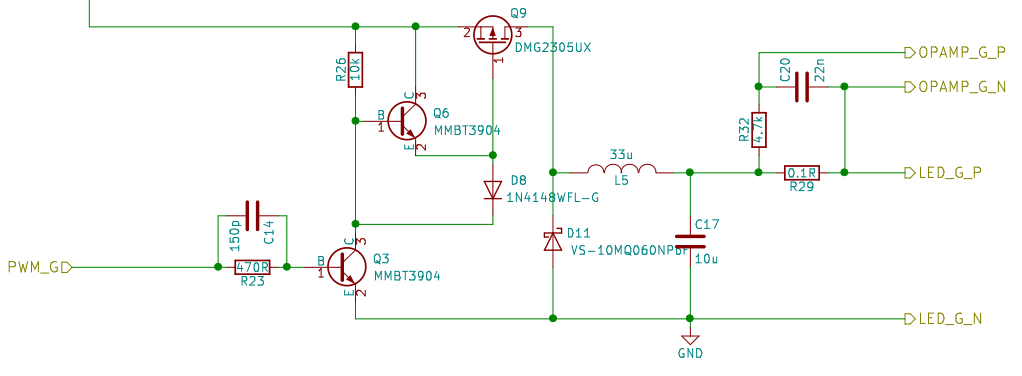 Q9
2
3
DMG2305UX
1
OPAMP_G_P
R26
10k
C20
22n
OPAMP_G_N
C
3
Q6
B
1
MMBT3904
E
2
R32
4.7k
33u
L5
0.1R
R29
LED_G_P
D8
1N4148WFL-G
150p
C14
C
3
C17
D11
VS-10MQ060NPbF
10u
PWM_G
470R
R23
B
1
Q3
MMBT3904
E
2
LED_G_N
GND